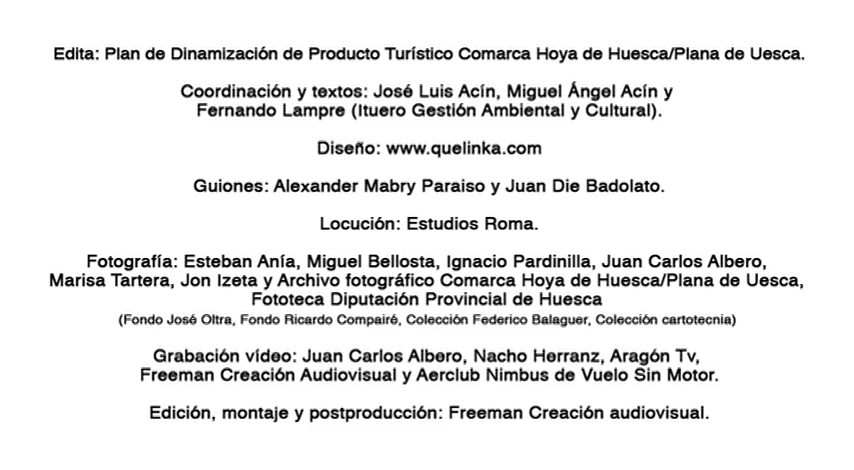 Edita: Plan de Dinamización de Producto Turístico Comarca Hoya de Huesca/Plana de Uesca.
Coordinación y textos: José Luis Acín, Miguel Ángel Acín y
Fernando Lampre (Ituero Gestión Ambiental y Cultural).
Diseño: www.quelinka.com
Guiones: Alexander Mabry Paraiso y Juan Die Badolato.
Locución: Estudios Roma.
Fotografía: Esteban Anía, Miguel Bellosta, Ignacio Pardinilla, Juan Carlos Albero,
Marisa Tartera, Jon Izeta y Archivo fotográfico Comarca Hoya de Huesca/Plana de Uesca,
Fototeca Diputación Provincial de Huesca
(Fondo José Oltra, Fondo Ricardo Compairé, Colección Federico Balaguer, Colección cartotecnia)
Grabación vídeo: Juan Carlos Albero, Nacho Herranz, Aragón Tv,
Freeman Creación Audiovisual y Aerclub Nimbus de Vuelo Sin Motor.
Edición, montaje y postproducción: Freeman Creación audiovisual.